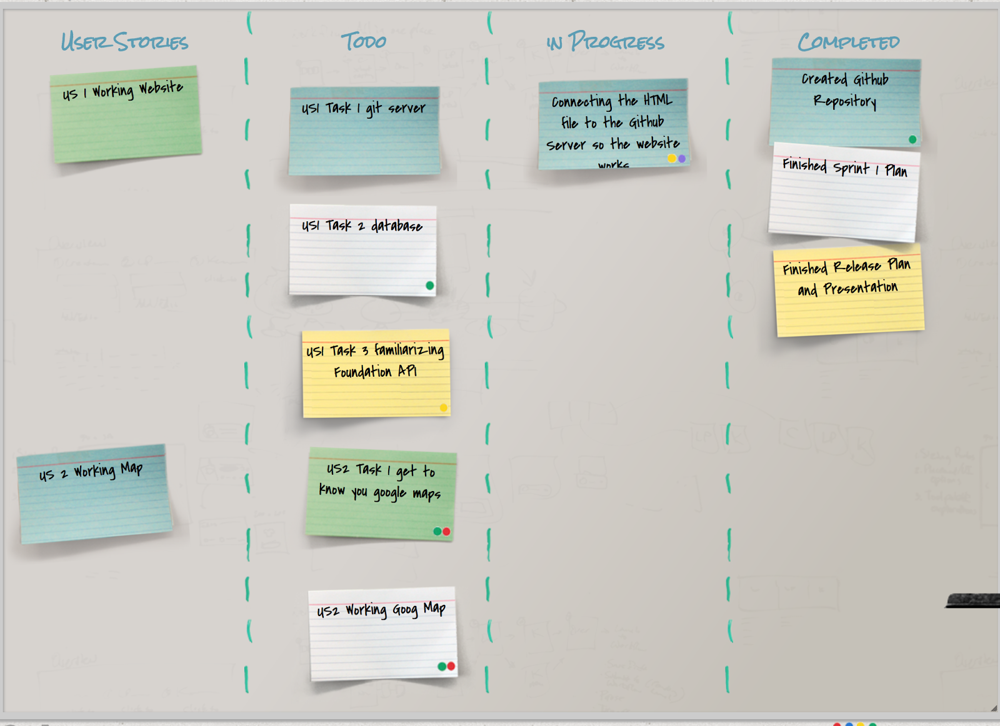 User Stories
Todo
in Progress
Completed
US 1 Working Website
US 2 Working Map
US1 Task 1 git server
US1 Task 2 database
US1 Task 3 familiarizing
Foundation API
US2 Task 1 get to
know you google maps
US2 Working Goog Map
Connecting the HTML
file to the Github
Server so the website
works
Created Github
Repository
Finished Sprint 1 Plan
Finished Release Plan
and Presentation